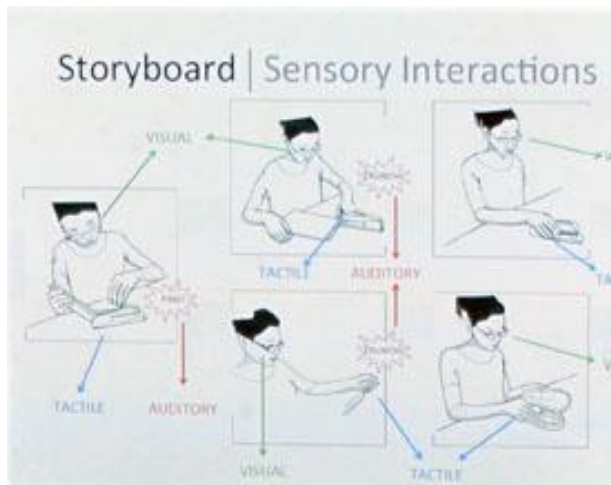 Storyboard | Sensory Interactions
VISUAL
TACTILE
AUDITORY
TACTILE
AUDITORY
VISUAL
TACTILE